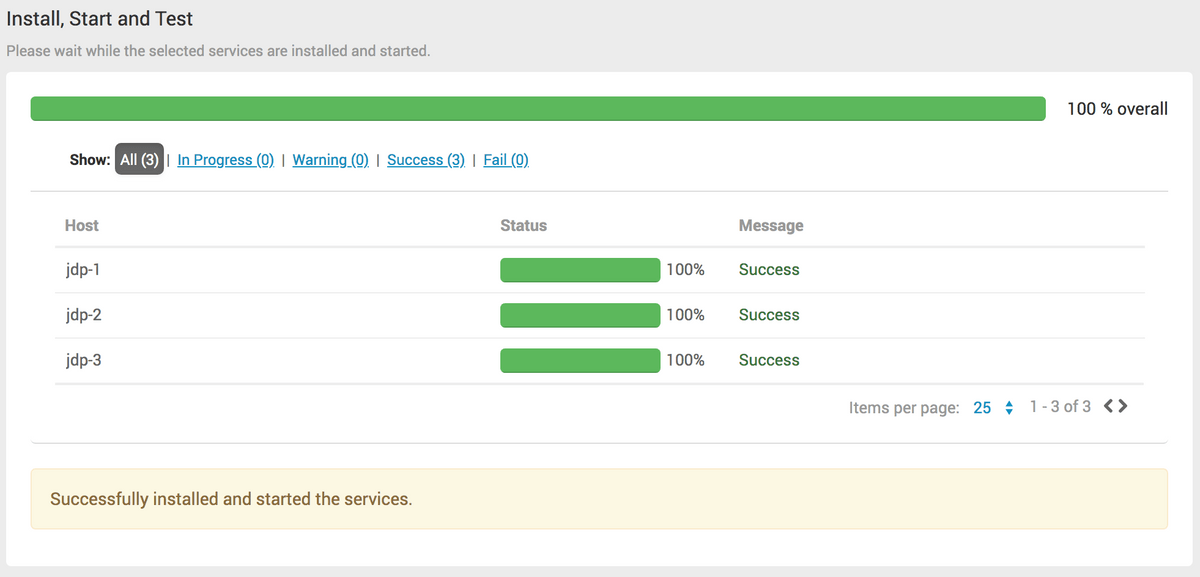 Install, Start and Test
Please wait while the selected services are installed and started.
100 % overall
Show: All (3) | In Progress (0) | Warning (0) | Success (3) | Fail (0)
Host Status Message
jdp-1 100% Success
jdp-2 100% Success
jdp-3 100% Success
Items per page: 25 1 - 3 of 3
Successfully installed and started the services.